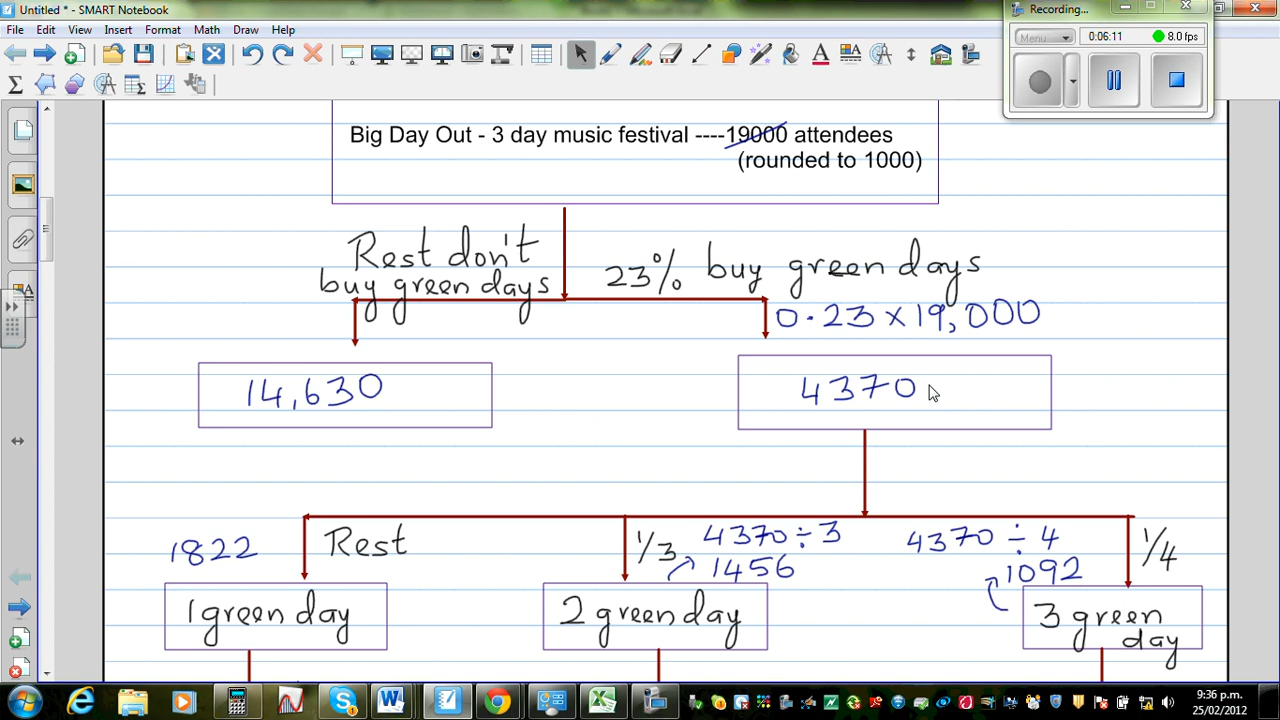 Untitled * - SMART Notebook
Recording...
File Edit View Insert Format Tools Draw Help
Menu 0:06:11 8.0 fps
Big Day Out - 3 day music festival ----19000 attendees
(rounded to 1000)
Rest don't
buy green days
23% buy green days
0.23 x 19,000
14,630
4370
1822
Rest
1/3
4370 ÷ 3
1456
4370 ÷ 4
1092
1/4
1 green day
2 green day
3 green
day
9:36 p.m.
25/02/2012